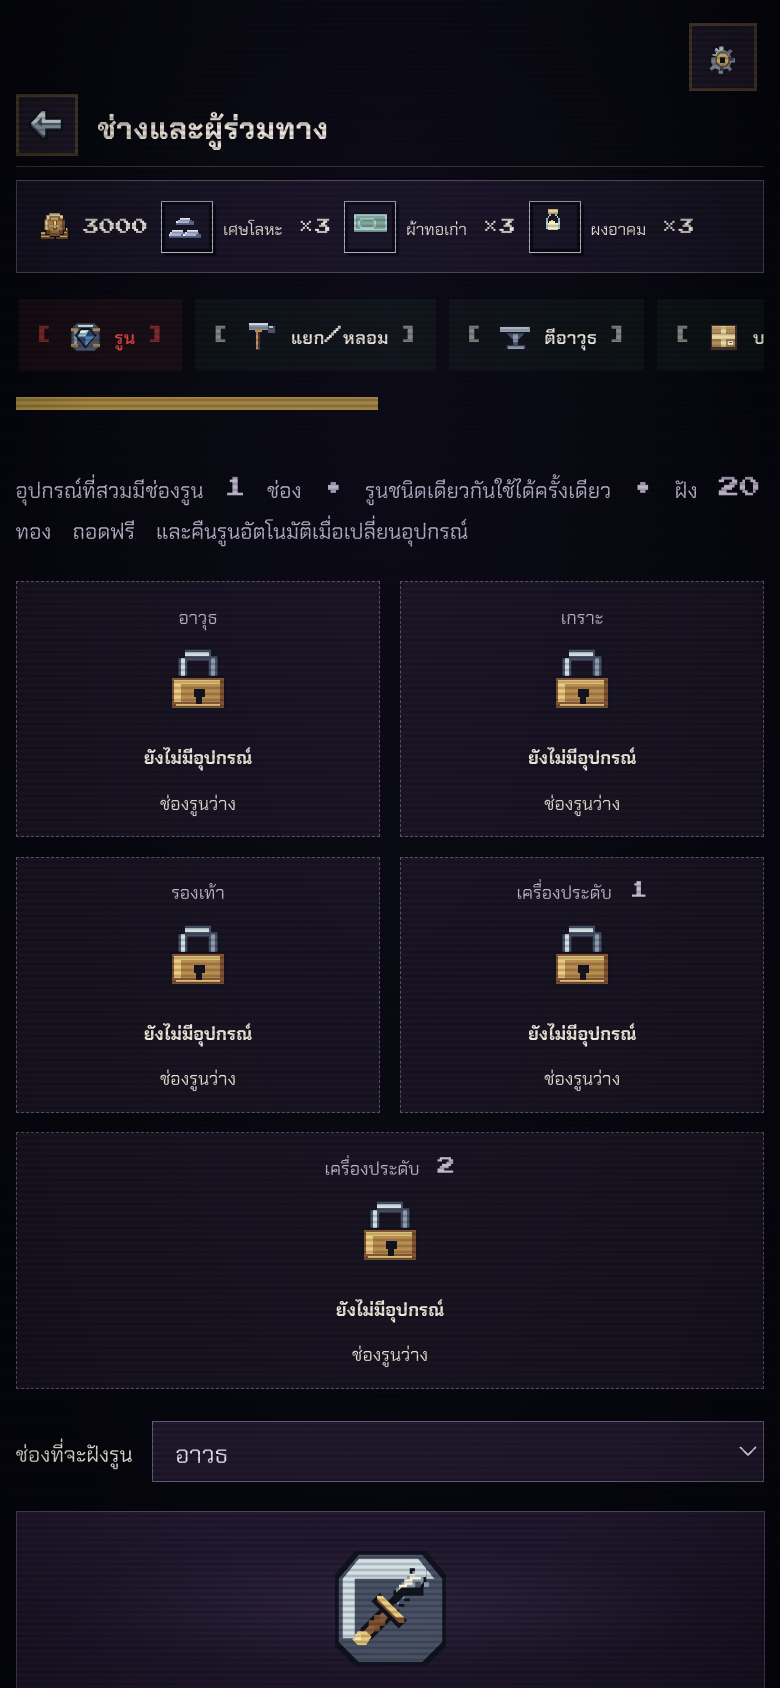 ช่างและผู้ร่วมทาง
3000 เศษโลหะ ×3 ผ้าทอเก่า ×3 ผงอาคม ×3
[ รูน ] [ แยก/หลอม ] [ ตีอาวุธ ] [ บ
อุปกรณ์ที่สวมมีช่องรูน 1 ช่อง • รูนชนิดเดียวกันใช้ได้ครั้งเดียว • ฝัง 20
ทอง ถอดฟรี และคืนรูนอัตโนมัติเมื่อเปลี่ยนอุปกรณ์
อาวุธ
ยังไม่มีอุปกรณ์
ช่องรูนว่าง
เกราะ
ยังไม่มีอุปกรณ์
ช่องรูนว่าง
รองเท้า
ยังไม่มีอุปกรณ์
ช่องรูนว่าง
เครื่องประดับ 1
ยังไม่มีอุปกรณ์
ช่องรูนว่าง
เครื่องประดับ 2
ยังไม่มีอุปกรณ์
ช่องรูนว่าง
ช่องที่จะฝังรูน อาวธ